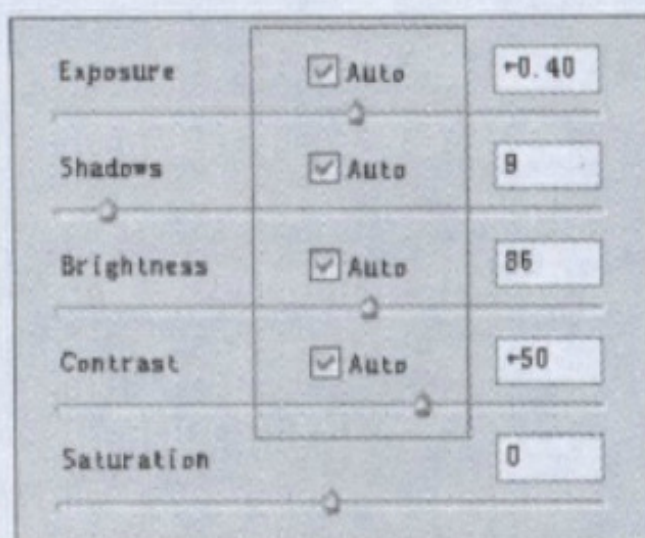 Exposure Auto +0.40
Shadows Auto 9
Brightness Auto 86
Contrast Auto +50
Saturation 0